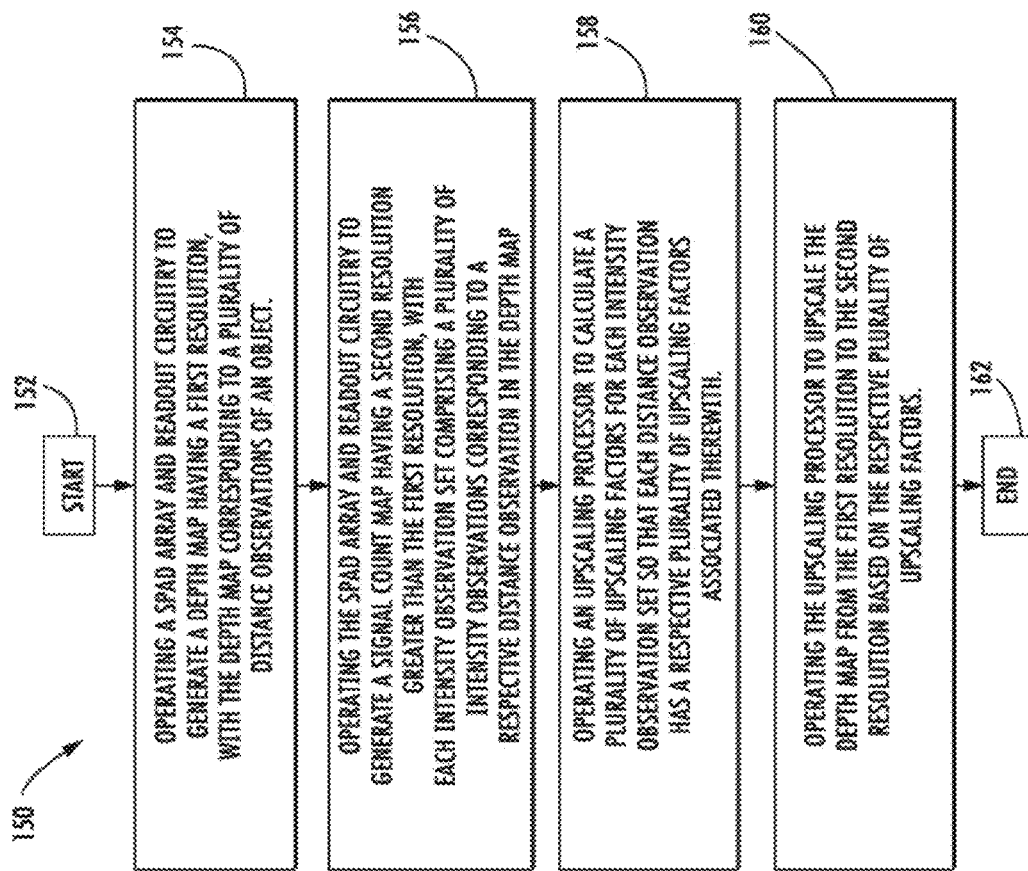 150
152
START
154
OPERATING A SPAD ARRAY AND READOUT CIRCUITRY TO
GENERATE A DEPTH MAP HAVING A FIRST RESOLUTION,
WITH THE DEPTH MAP CORRESPONDING TO A PLURALITY OF
DISTANCE OBSERVATIONS OF AN OBJECT.
156
OPERATING THE SPAD ARRAY AND READOUT CIRCUITRY TO
GENERATE A SIGNAL COUNT MAP HAVING A SECOND RESOLUTION
GREATER THAN THE FIRST RESOLUTION, WITH
EACH INTENSITY OBSERVATION SET COMPRISING A PLURALITY OF
INTENSITY OBSERVATIONS CORRESPONDING TO A
RESPECTIVE DISTANCE OBSERVATION IN THE DEPTH MAP
158
OPERATING AN UPSCALING PROCESSOR TO CALCULATE A
PLURALITY OF UPSCALING FACTORS FOR EACH INTENSITY
OBSERVATION SET SO THAT EACH DISTANCE OBSERVATION
HAS A RESPECTIVE PLURALITY OF UPSCALING FACTORS
ASSOCIATED THEREWITH.
160
OPERATING THE UPSCALING PROCESSOR TO UPSCALE THE
DEPTH MAP FROM THE FIRST RESOLUTION TO THE SECOND
RESOLUTION BASED ON THE RESPECTIVE PLURALITY OF
UPSCALING FACTORS.
162
END